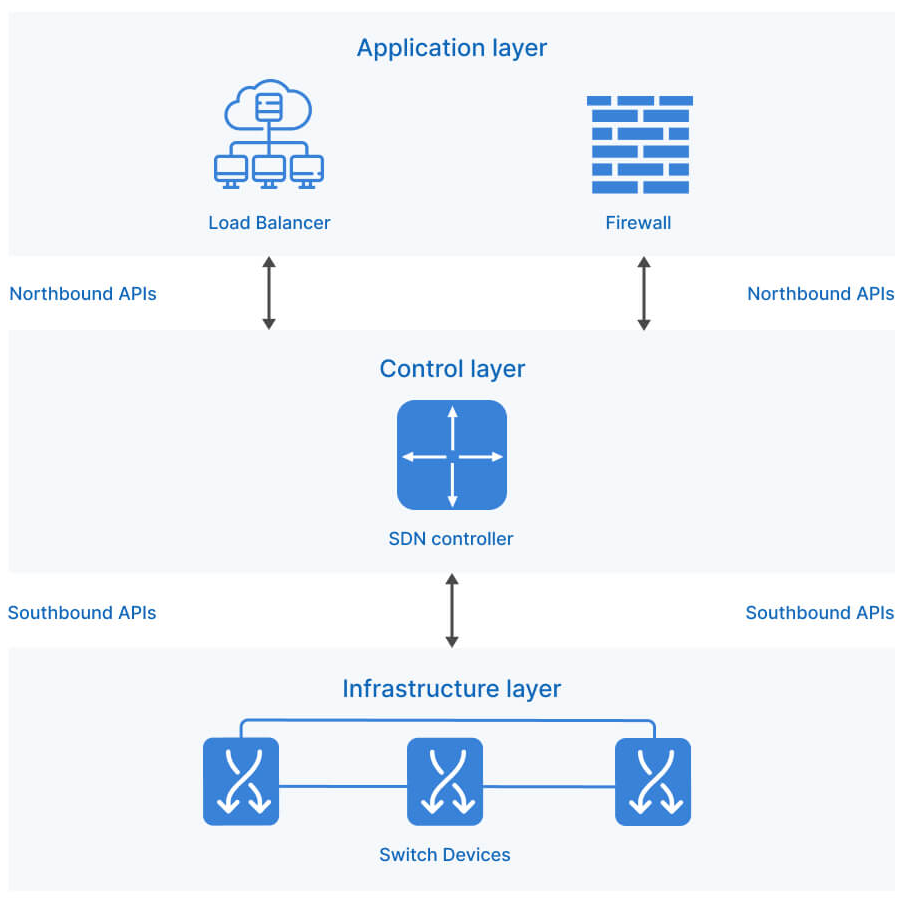 Application layer
Load Balancer
Firewall
Northbound APIs
Northbound APIs
Control layer
SDN controller
Southbound APIs
Southbound APIs
Infrastructure layer
Switch Devices